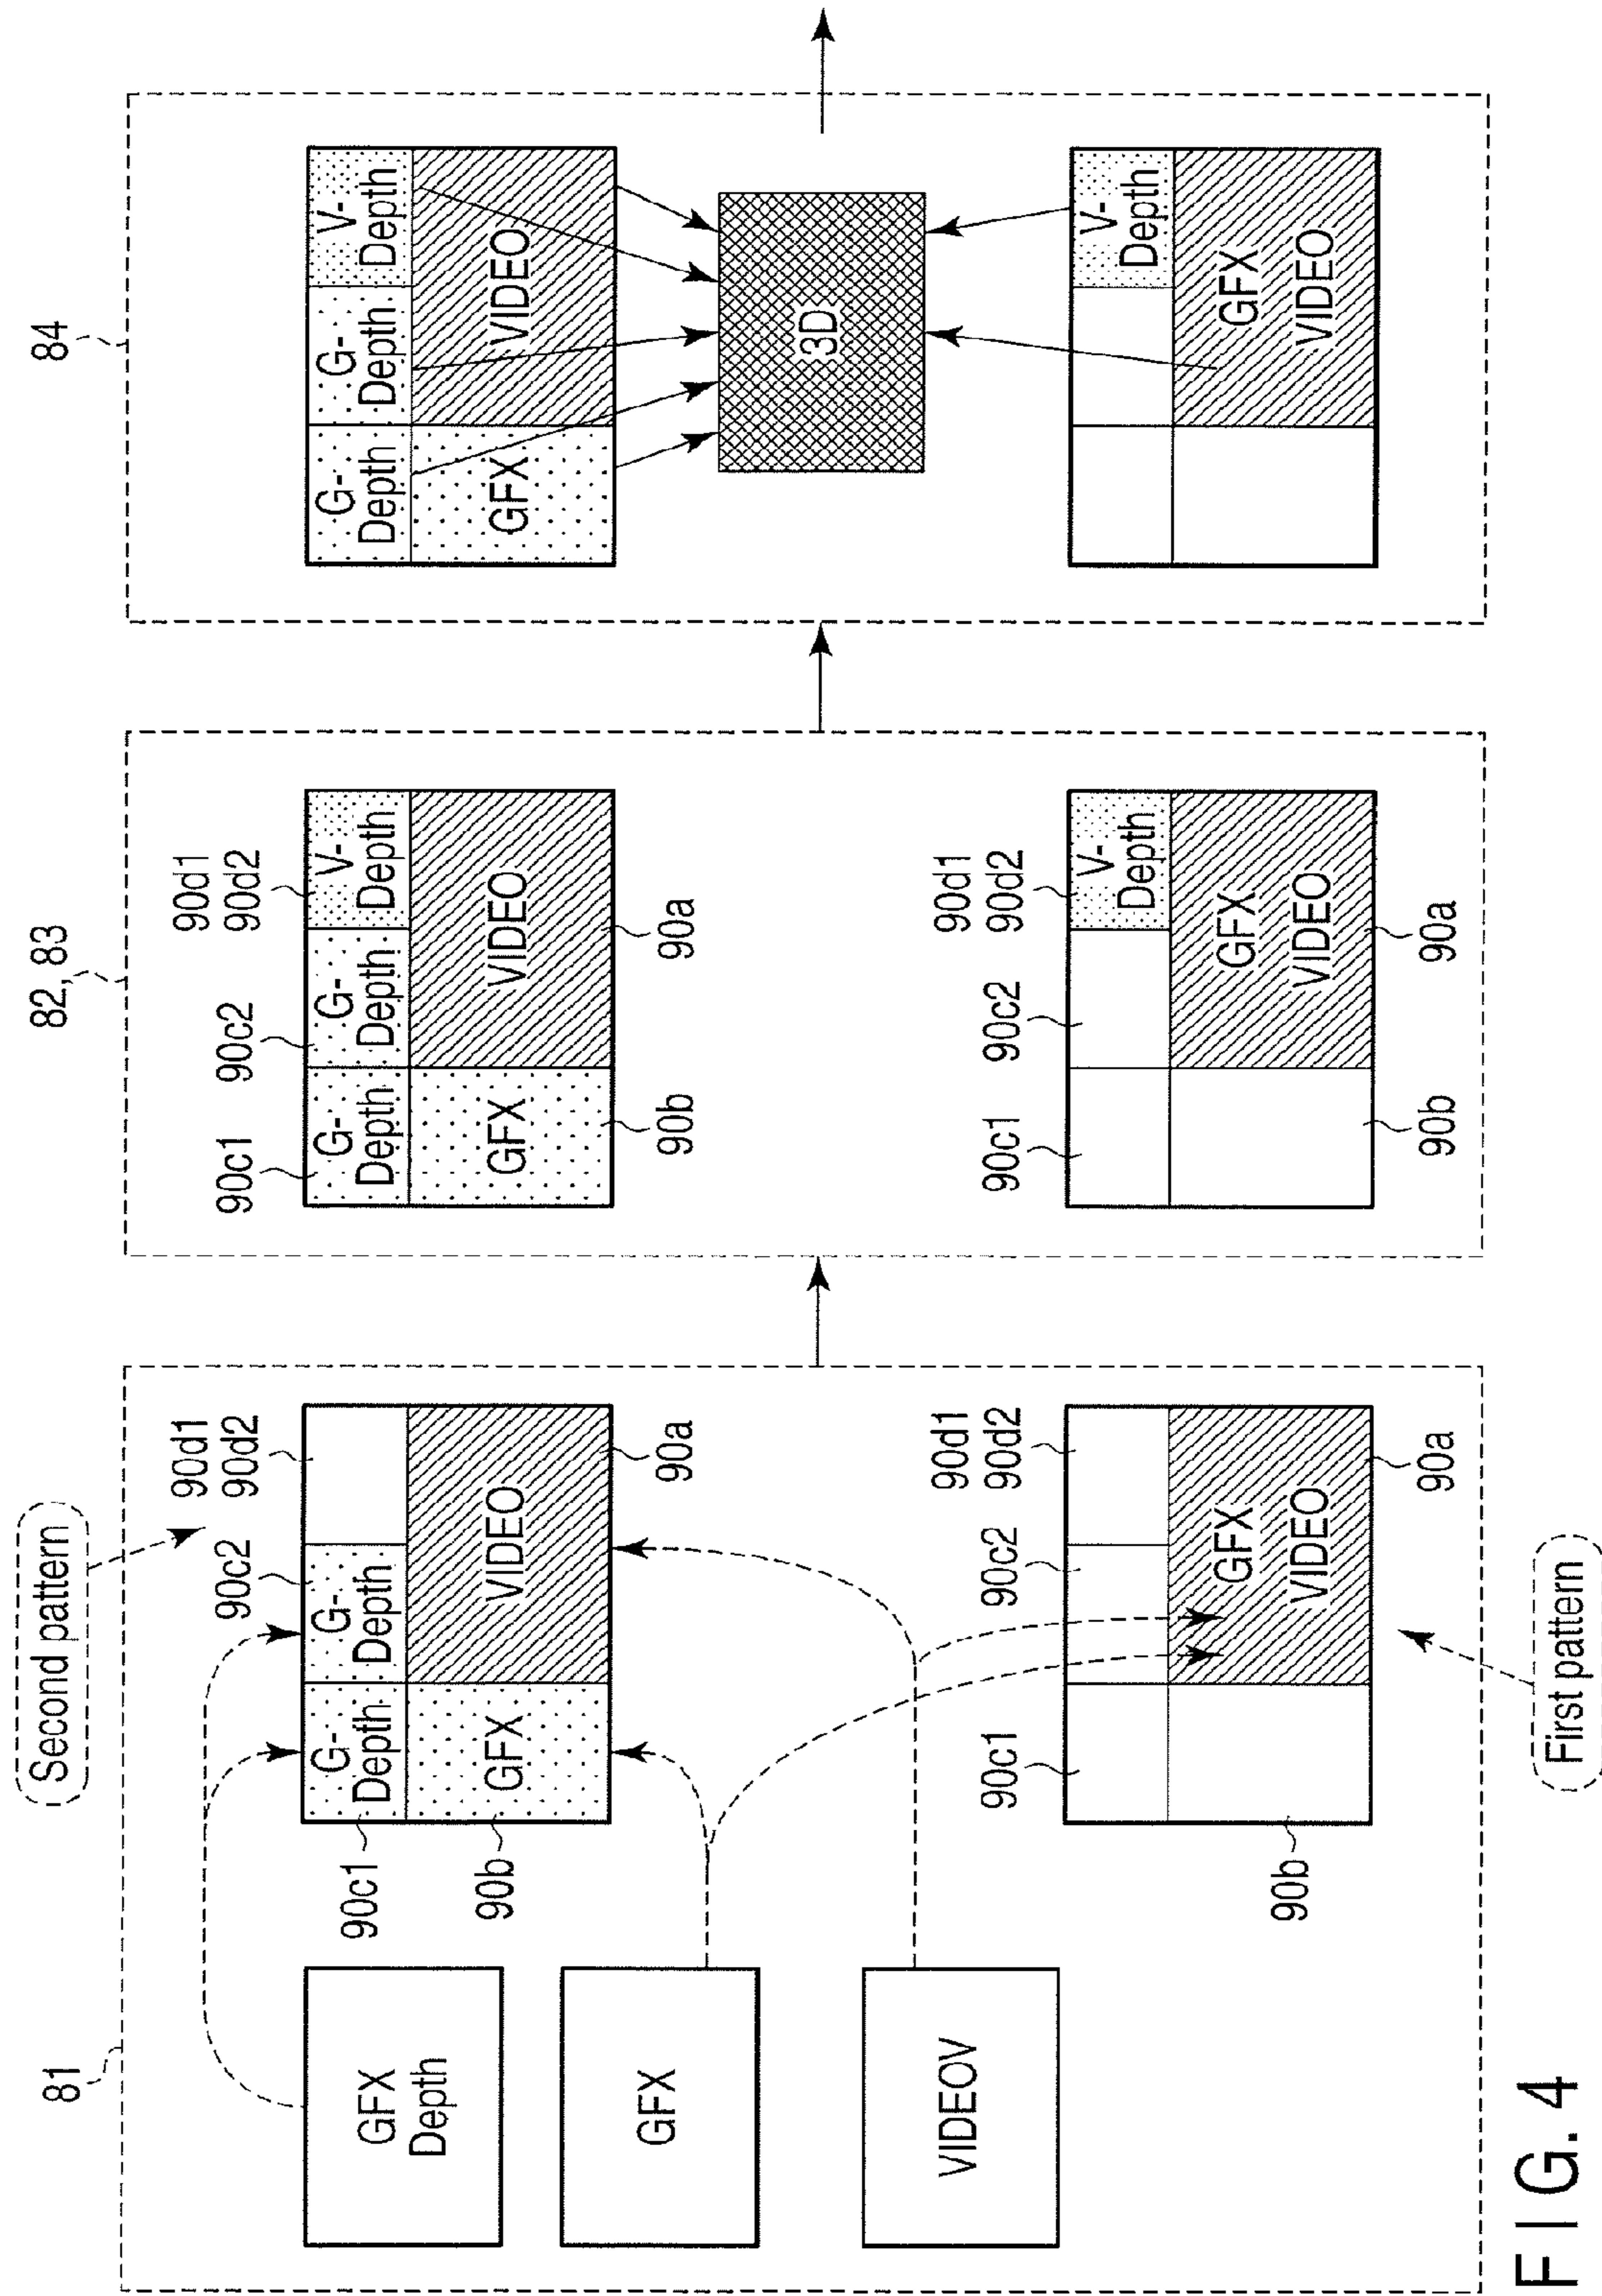 81
GFX
Depth
GFX
VIDEOV
Second pattern
90c1
90b
90c2
90d1
90d2
G-
Depth
G-
Depth
GFX
VIDEO
90a
90c1
90c2
90d1
90d2
GFX
VIDEO
90b
90a
First pattern
82, 83
90c1
90c2
90d1
90d2
G-
Depth
G-
Depth
V-
Depth
GFX
VIDEO
90b
90a
90c1
90c2
90d1
90d2
V-
Depth
GFX
VIDEO
90b
90a
84
G-
Depth
G-
Depth
V-
Depth
GFX
VIDEO
3D
V-
Depth
GFX
VIDEO
FIG. 4